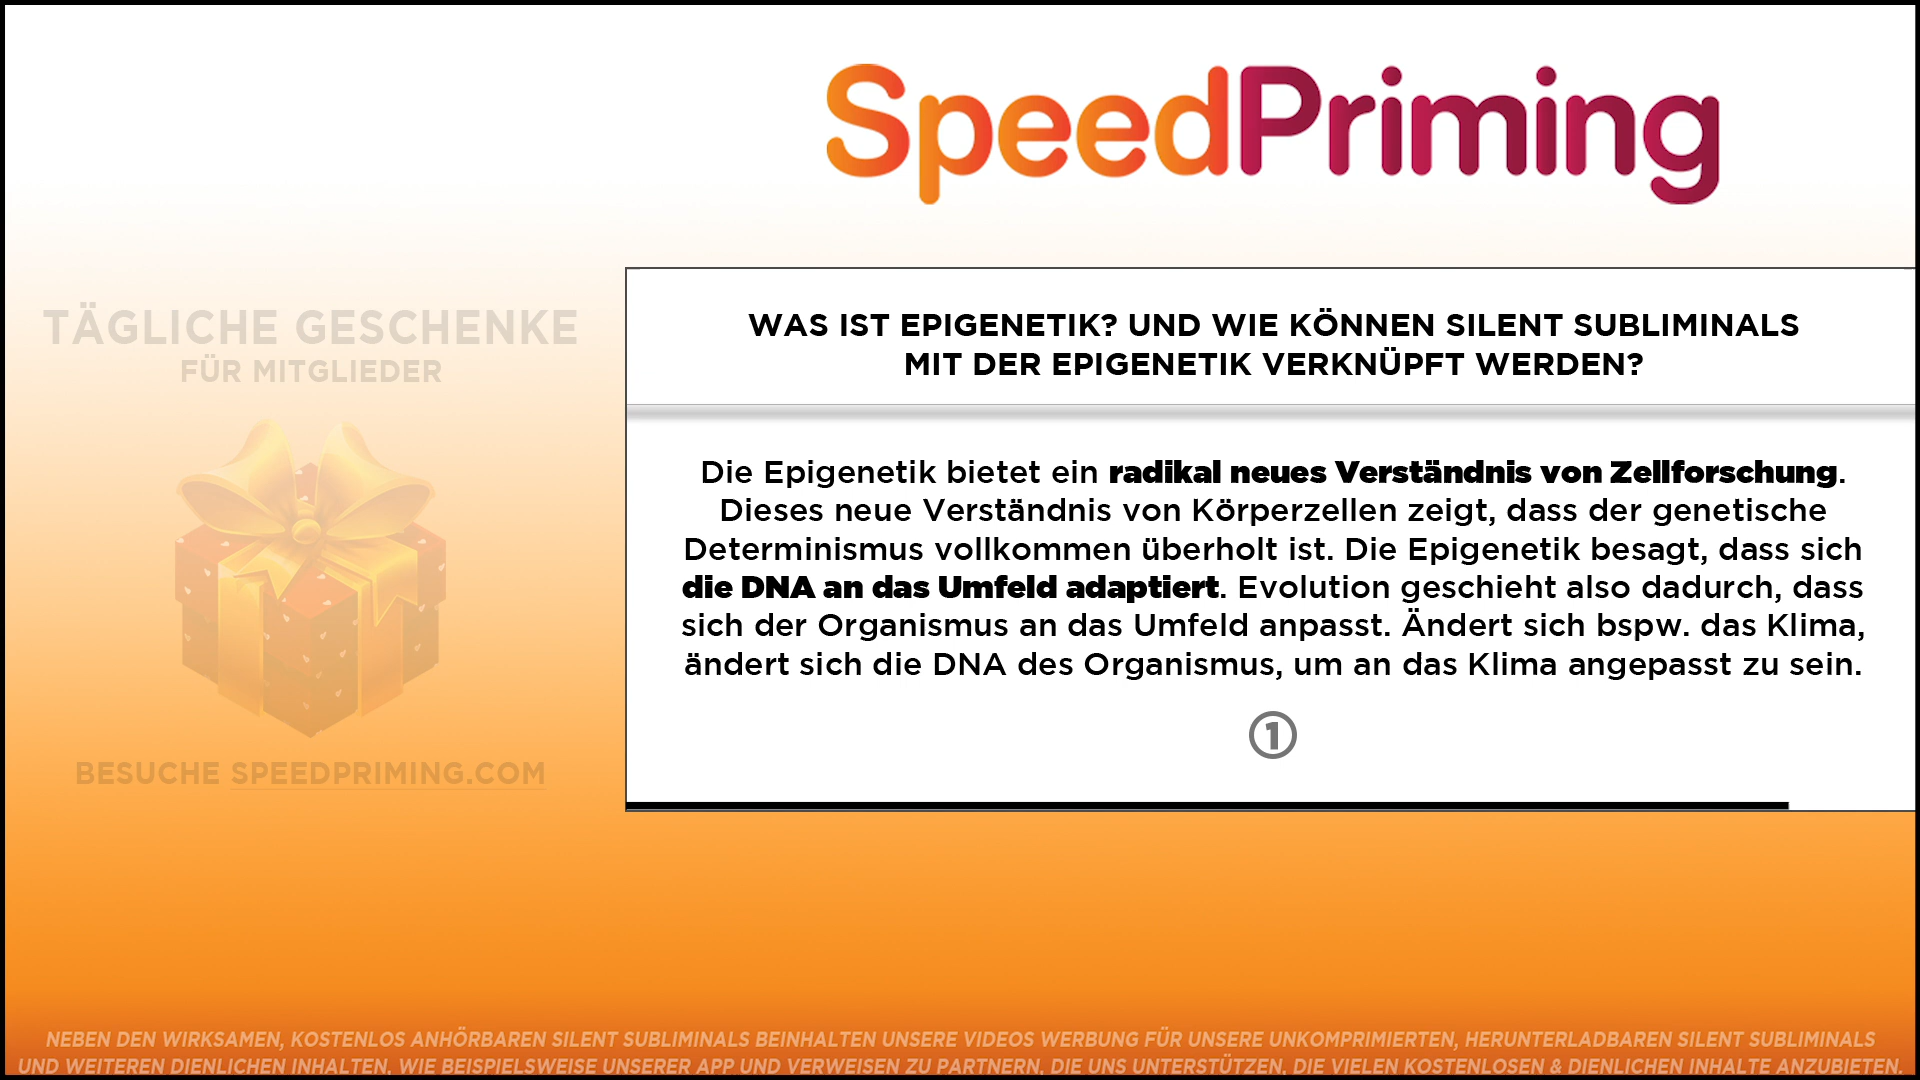 SpeedPriming
TÄGLICHE GESCHENKE
FÜR MITGLIEDER
BESUCHE SPEEDPRIMING.COM
WAS IST EPIGENETIK? UND WIE KÖNNEN SILENT SUBLIMINALS
MIT DER EPIGENETIK VERKNÜPFT WERDEN?
Die Epigenetik bietet ein radikal neues Verständnis von Zellforschung.
Dieses neue Verständnis von Körperzellen zeigt, dass der genetische
Determinismus vollkommen überholt ist. Die Epigenetik besagt, dass sich
die DNA an das Umfeld adaptiert. Evolution geschieht also dadurch, dass
sich der Organismus an das Umfeld anpasst. Ändert sich bspw. das Klima,
ändert sich die DNA des Organismus, um an das Klima angepasst zu sein.
1
NEBEN DEN WIRKSAMEN, KOSTENLOS ANHÖRBAREN SILENT SUBLIMINALS BEINHALTEN UNSERE VIDEOS WERBUNG FÜR UNSERE UNKOMPRIMIERTEN, HERUNTERLADBAREN SILENT SUBLIMINALS
UND WEITEREN DIENLICHEN INHALTEN, WIE BEISPIELSWEISE UNSERER APP UND VERWEISEN ZU PARTNERN, DIE UNS UNTERSTÜTZEN, DIE VIELEN KOSTENLOSEN & DIENLICHEN INHALTE ANZUBIETEN.